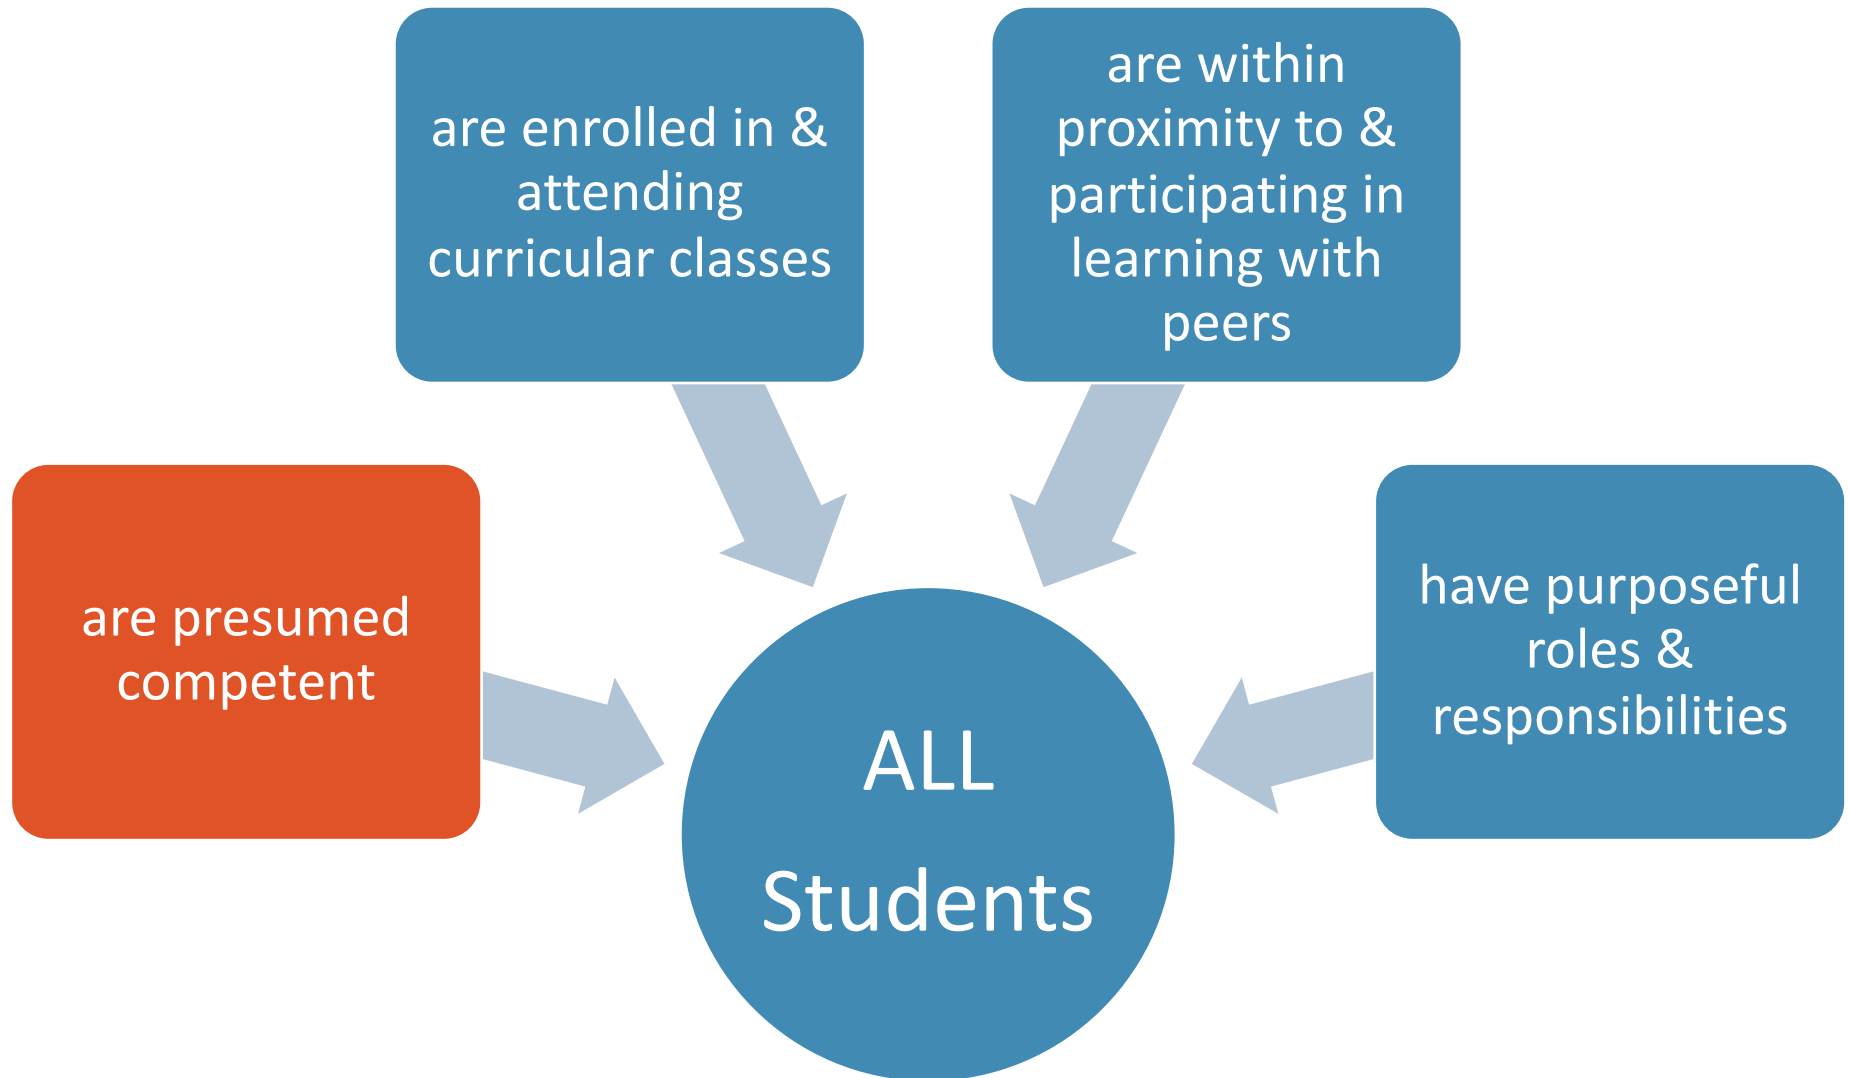 are enrolled in &
attending
curricular classes
are within
proximity to &
participating in
learning with
peers
are presumed
competent
have purposeful
roles &
responsibilities
ALL
Students